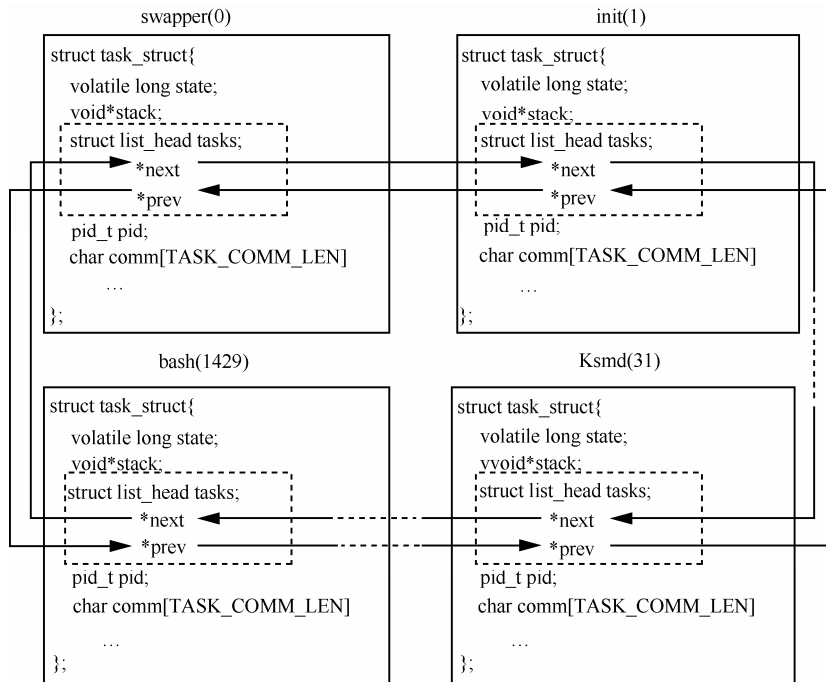 swapper(0)
struct task_struct{
volatile long state;
void*stack;
struct list_head tasks;
*next
*prev
pid_t pid;
char comm[TASK_COMM_LEN]
...
};
init(1)
struct task_struct{
volatile long state;
void*stack;
struct list_head tasks;
*next
*prev
pid_t pid;
char comm[TASK_COMM_LEN]
...
};
bash(1429)
struct task_struct{
volatile long state;
void*stack;
struct list_head tasks;
*next
*prev
pid_t pid;
char comm[TASK_COMM_LEN]
...
};
Ksmd(31)
struct task_struct{
volatile long state;
vvoid*stack;
struct list_head tasks;
*next
*prev
pid_t pid;
char comm[TASK_COMM_LEN]
...
};